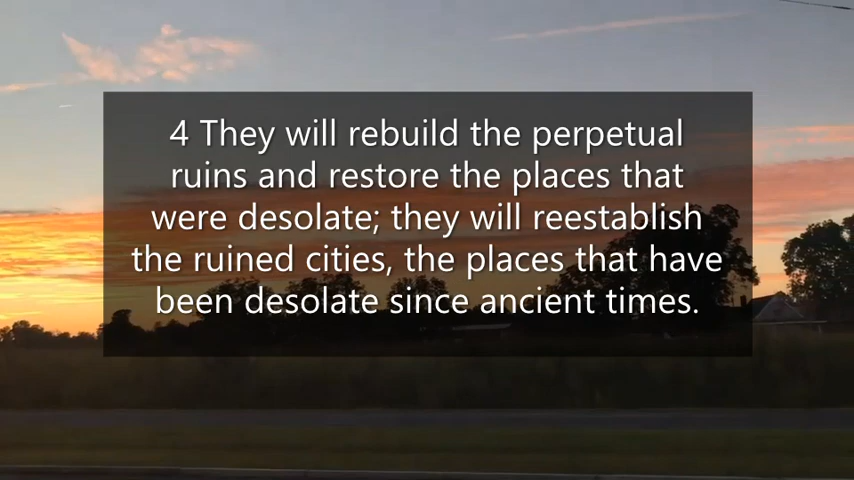 4 They will rebuild the perpetual
ruins and restore the places that
were desolate; they will reestablish
the ruined cities, the places that have
been desolate since ancient times.